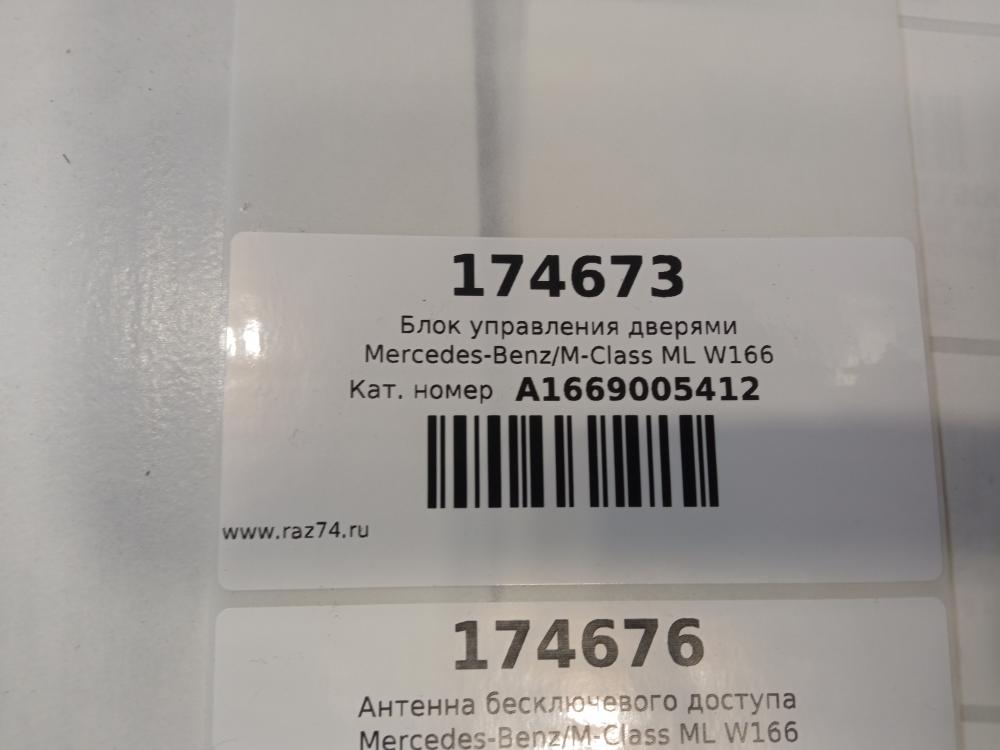 174673
Блок управления дверями
Mercedes-Benz/M-Class ML W166
Кат. номер A1669005412
www.raz74.ru
174676
Антенна бесключевого доступа
Mercedes-Benz/M-Class ML W166